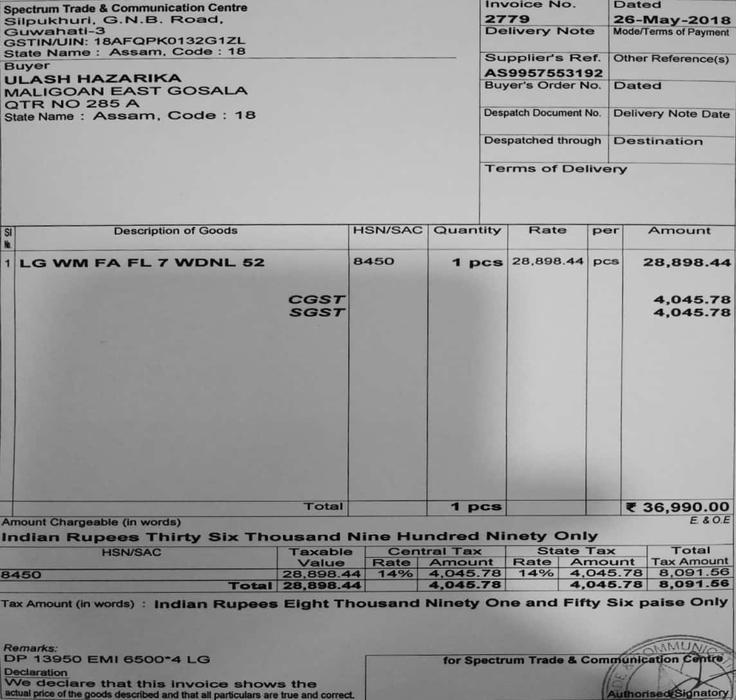 Spectrum Trade & Communication Centre
Silpukhuri, G.N.B. Road,
Guwahati-3
GSTIN/UIN: 18AFQPK0132G1ZL
State Name : Assam, Code : 18
Buyer
ULASH HAZARIKA
MALIGOAN EAST GOSALA
QTR NO 285 A
State Name : Assam, Code : 18
Invoice No. Dated
2779 26-May-2018
Delivery Note Mode/Terms of Payment
Supplier's Ref. Other Reference(s)
AS9957553192
Buyer's Order No. Dated
Despatch Document No. Delivery Note Date
Despatched through Destination
Terms of Delivery
Sl No. Description of Goods HSN/SAC Quantity Rate per Amount
1 LG WM FA FL 7 WDNL 52 8450 1 pcs 28,898.44 pcs 28,898.44
CGST 4,045.78
SGST 4,045.78
Total 1 pcs ₹ 36,990.00
Amount Chargeable (in words) E. & O.E
Indian Rupees Thirty Six Thousand Nine Hundred Ninety Only
HSN/SAC Taxable Central Tax State Tax Total
Value Rate Amount Rate Amount Tax Amount
8450 28,898.44 14% 4,045.78 14% 4,045.78 8,091.56
Total 28,898.44 4,045.78 4,045.78 8,091.56
Tax Amount (in words) : Indian Rupees Eight Thousand Ninety One and Fifty Six paise Only
Remarks:
DP 13950 EMI 6500*4 LG
Declaration
We declare that this invoice shows the
actual price of the goods described and that all particulars are true and correct.
for Spectrum Trade & Communication Centre
Authorised Signatory